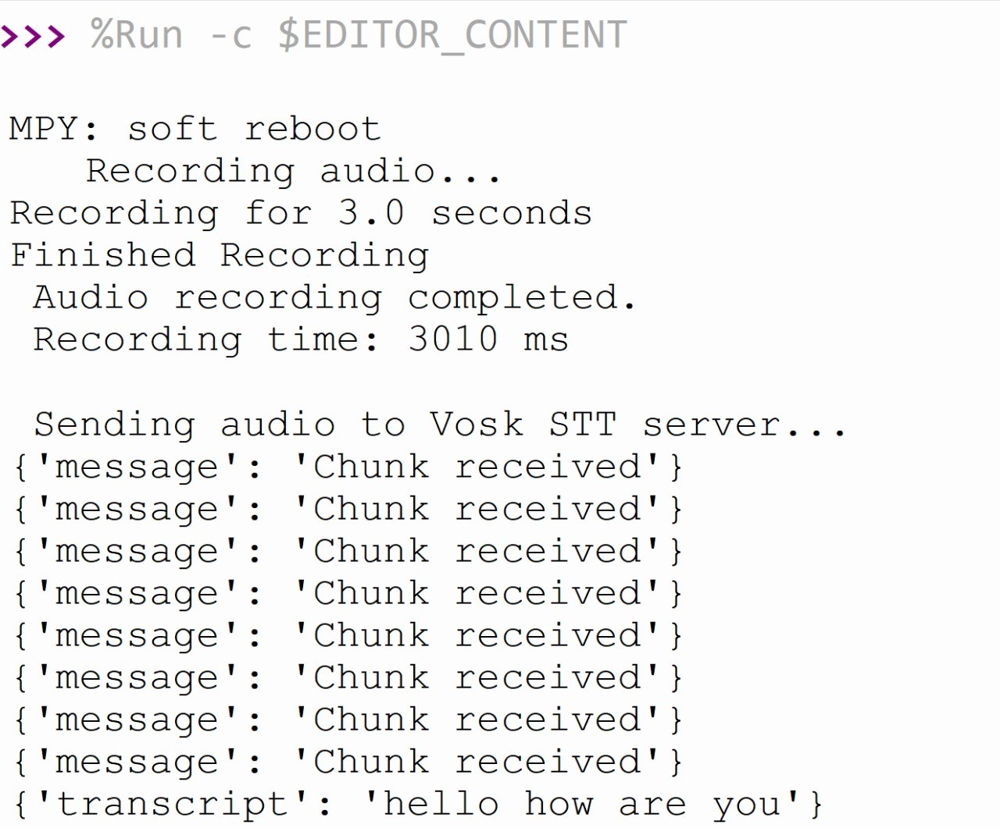 >>> %Run -c $EDITOR_CONTENT
MPY: soft reboot
Recording audio...
Recording for 3.0 seconds
Finished Recording
Audio recording completed.
Recording time: 3010 ms
Sending audio to Vosk STT server...
{'message': 'Chunk received'}
{'message': 'Chunk received'}
{'message': 'Chunk received'}
{'message': 'Chunk received'}
{'message': 'Chunk received'}
{'message': 'Chunk received'}
{'message': 'Chunk received'}
{'message': 'Chunk received'}
{'transcript': 'hello how are you'}